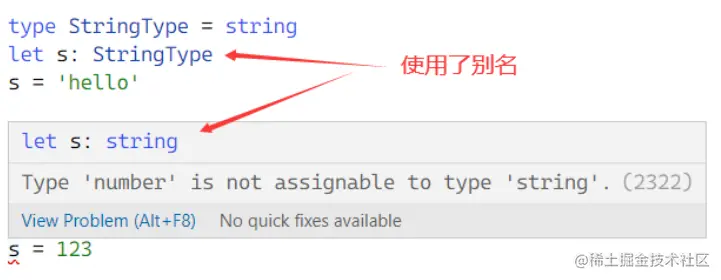 type StringType = string
let s: StringType
使用了别名
s = 'hello'
let s: string
Type 'number' is not assignable to type 'string'. (2322)
View Problem (Alt+F8) No quick fixes available
s = 123
@稀土掘金技术社区